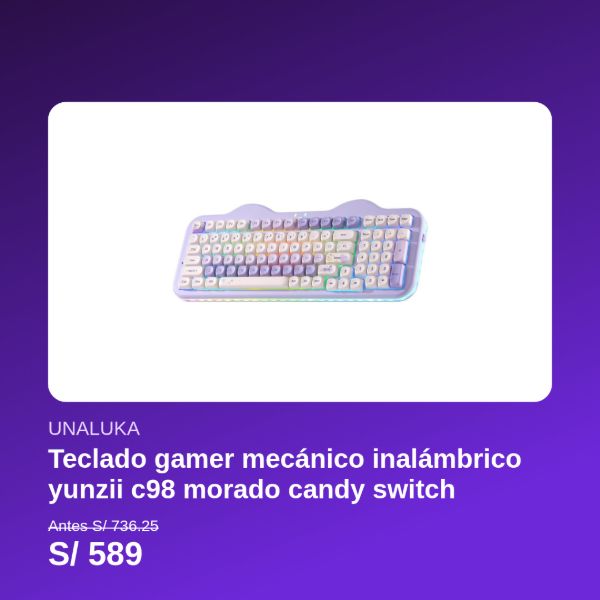 UNALUKA
Teclado gamer mecánico inalámbrico
yunzii c98 morado candy switch
Antes S/ 736.25
S/ 589